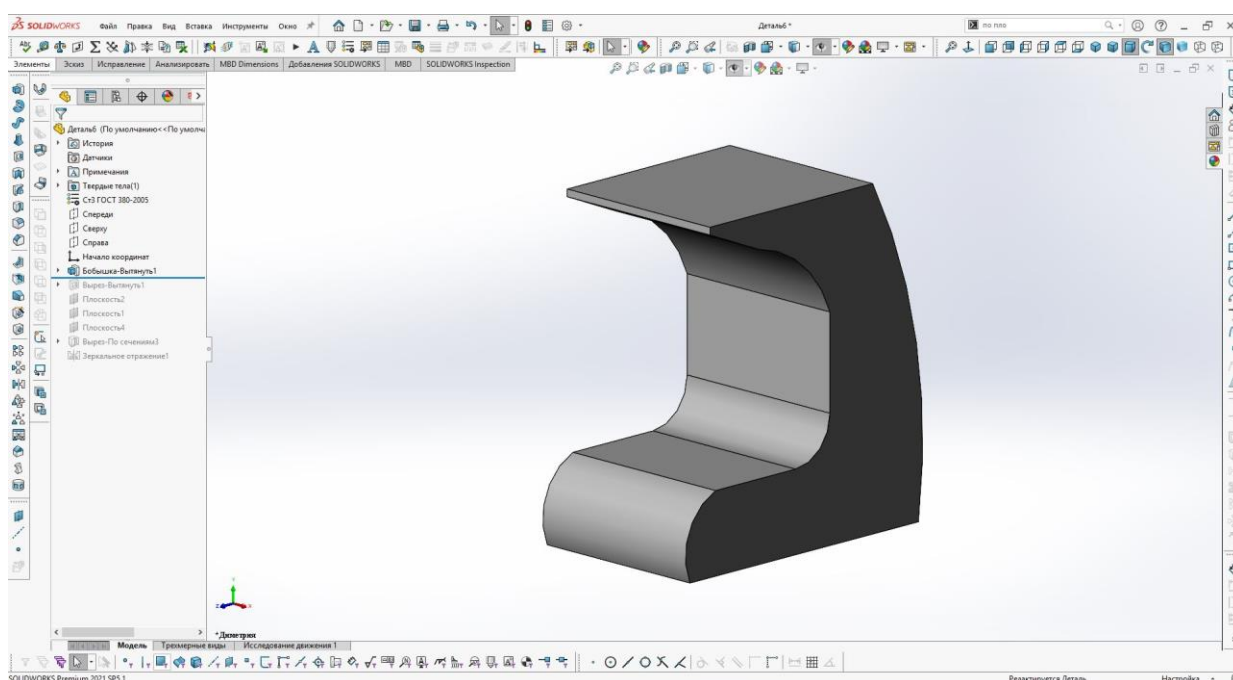 SOLIDWORKS Файл Правка Вид Вставка Инструменты Окно
Деталь6 *
по ппо
Элементы Эскиз Исправление Анализировать MBD Dimensions Добавления SOLIDWORKS MBD SOLIDWORKS Inspection
Деталь6 (По умолчанию<<По умолча
История
Датчики
Примечания
Твердые тела(1)
Ст3 ГОСТ 380-2005
Спереди
Сверху
Справа
Начало координат
Бобышка-Вытянуть1
Вырез-Вытянуть1
Плоскость2
Плоскость1
Плоскость4
Вырез-По сечениям3
Зеркальное отражение1
*Диметрия
Модель Трехмерные виды Исследование движения 1
SOLIDWORKS Premium 2021 SP5.1
Редактируется Деталь
Настройка